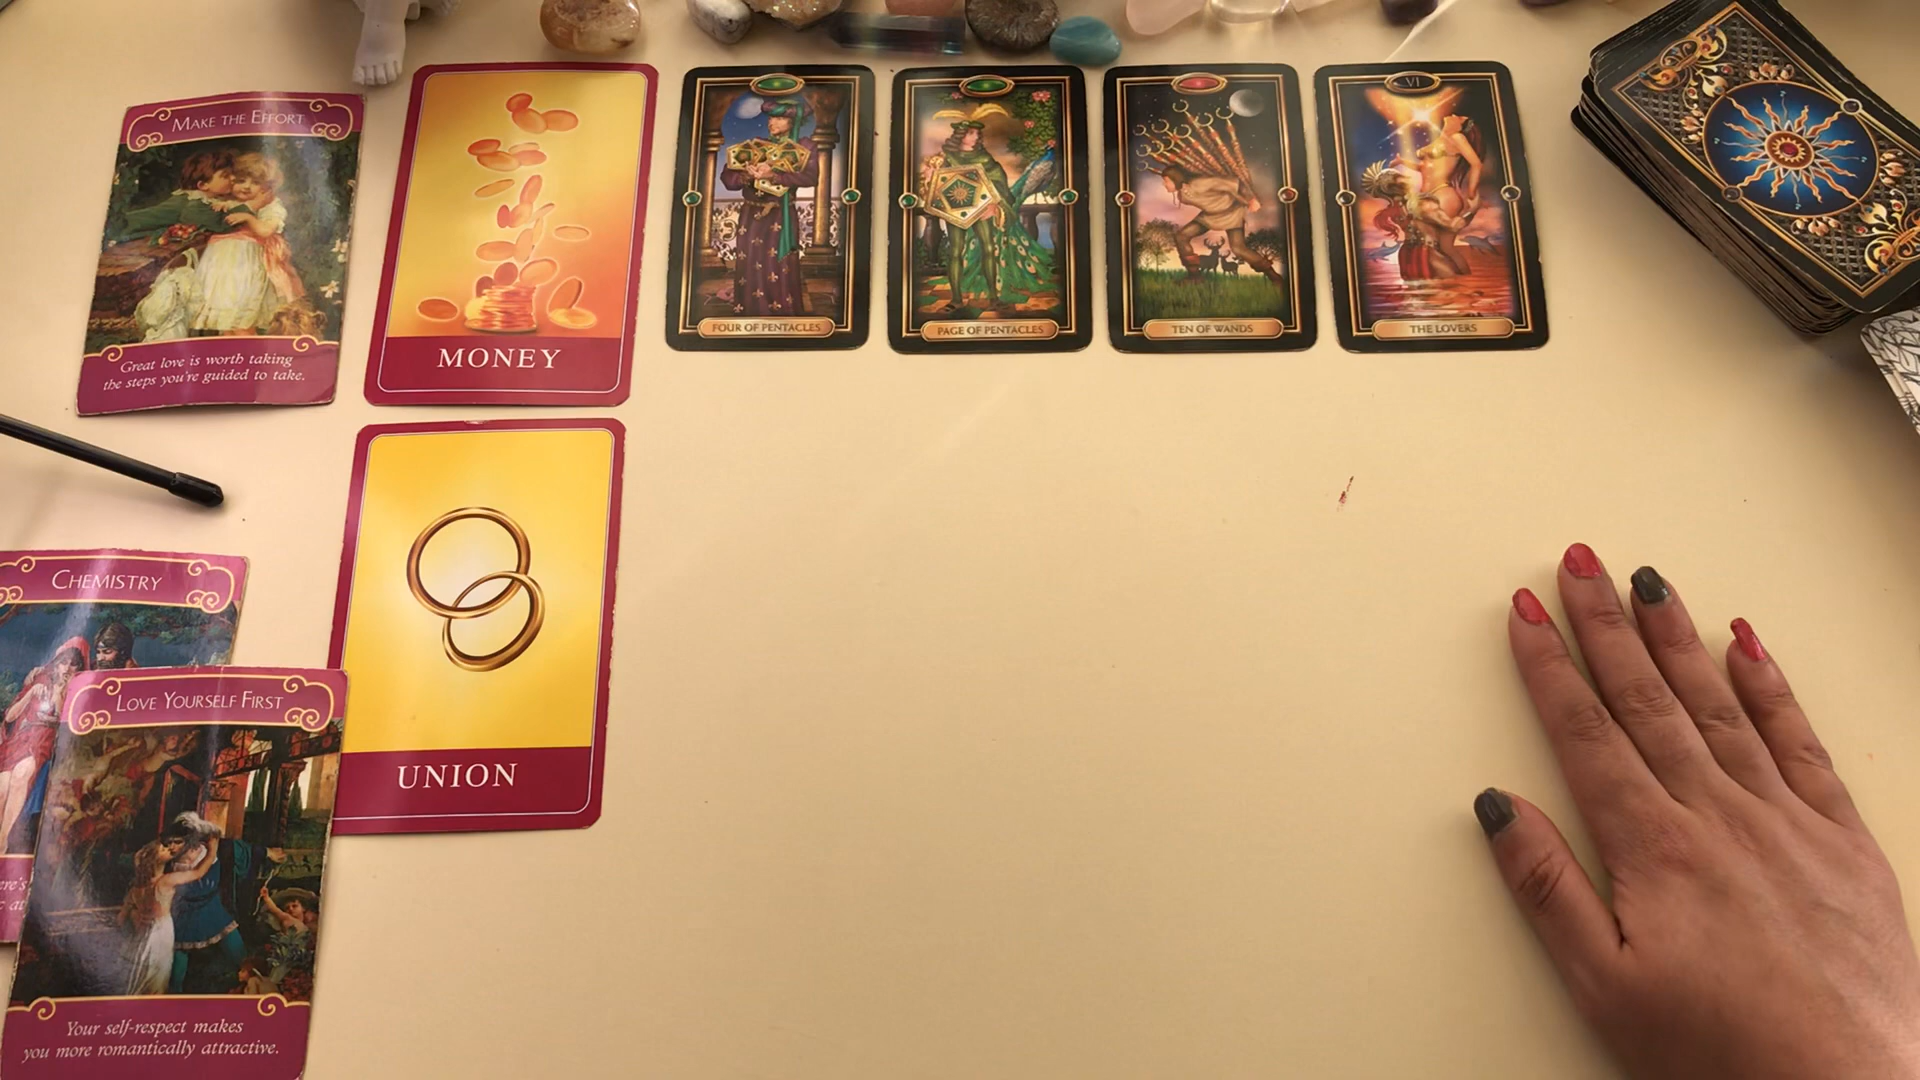 MAKE THE EFFORT
Great love is worth taking
the steps you're guided to take.
MONEY
FOUR OF PENTACLES
PAGE OF PENTACLES
TEN OF WANDS
VI
THE LOVERS
CHEMISTRY
UNION
LOVE YOURSELF FIRST
Your self-respect makes
you more romantically attractive.